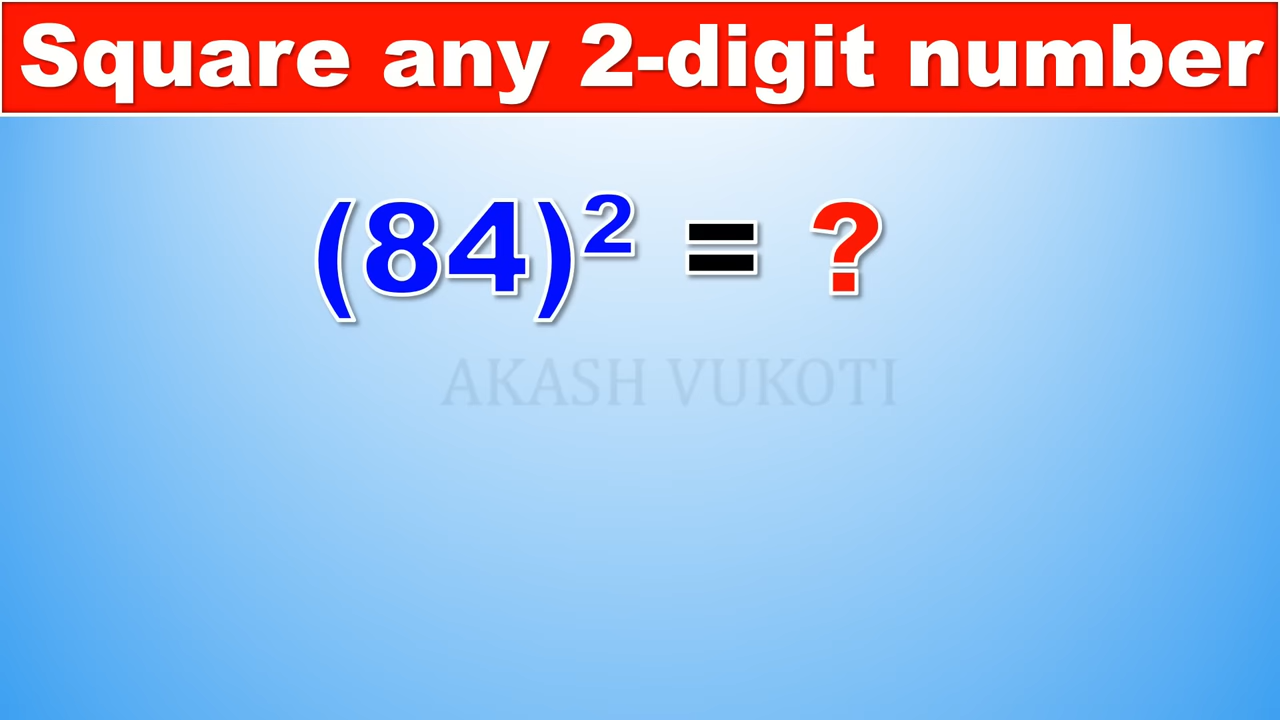 Square any 2-digit number
(84)² = ?
AKASH VUKOTI